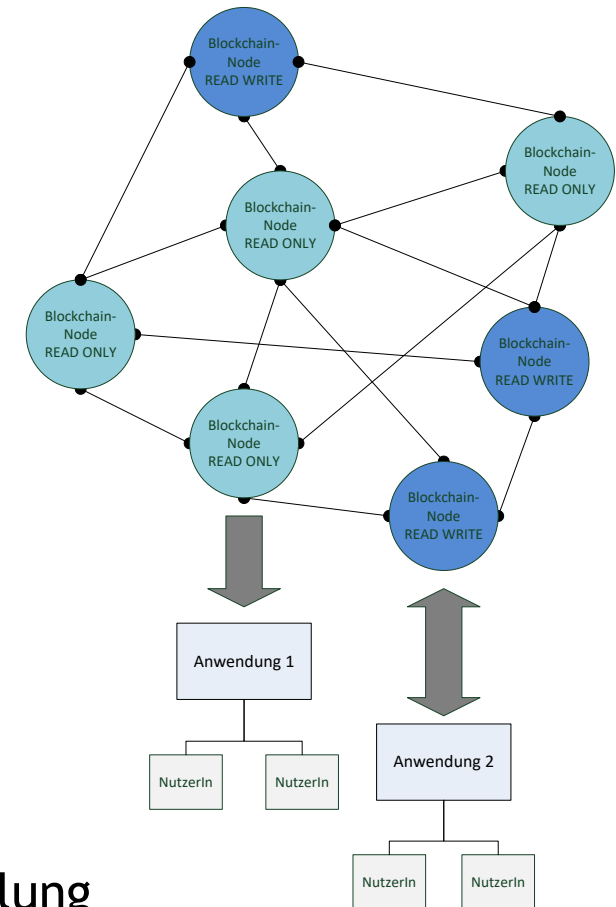 Blockchain-
Node
READ WRITE
Blockchain-
Node
READ ONLY
Blockchain-
Node
READ ONLY
Blockchain-
Node
READ ONLY
Blockchain-
Node
READ WRITE
Blockchain-
Node
READ ONLY
Blockchain-
Node
READ WRITE
Anwendung 1
NutzerIn
NutzerIn
Anwendung 2
NutzerIn
NutzerIn
lung